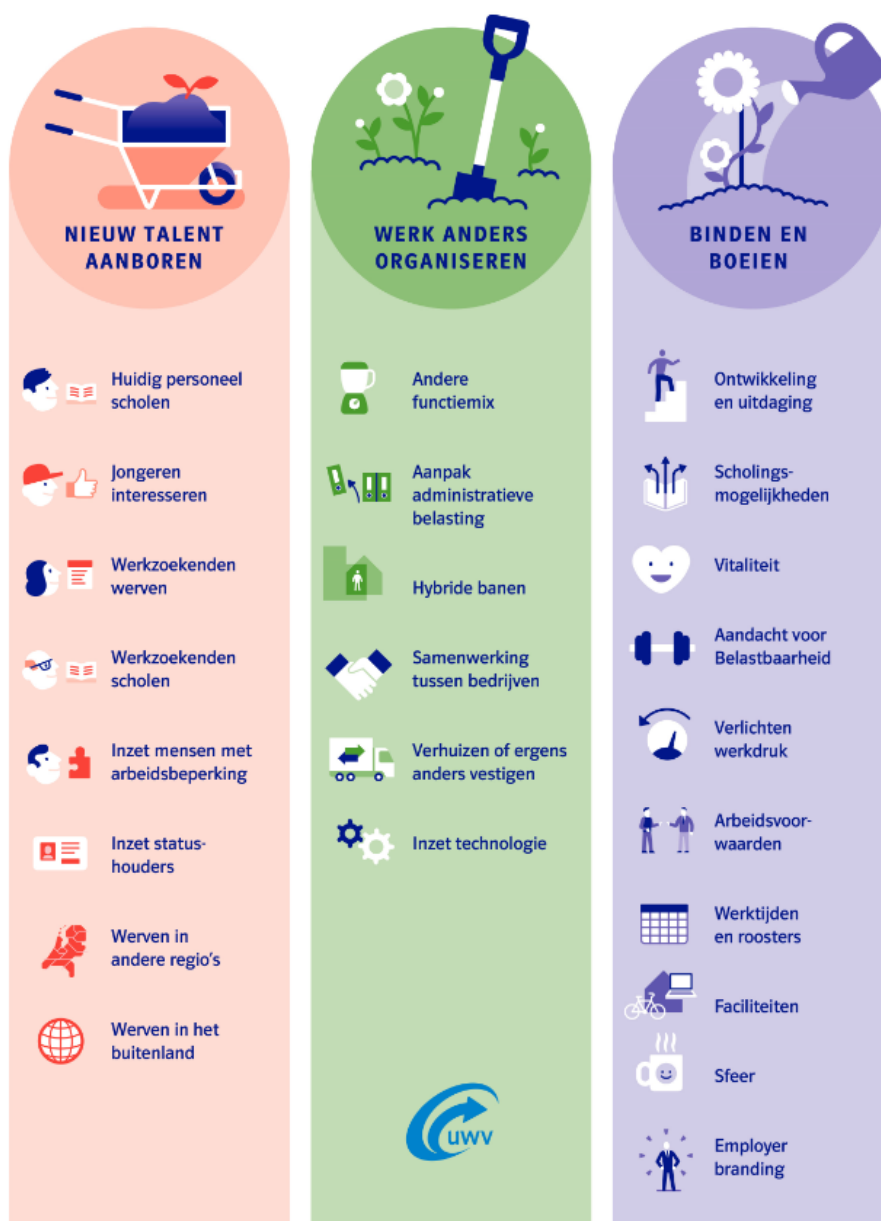 NIEUW TALENT
AANBOREN
Huidig personeel
scholen
Jongeren
interesseren
Werkzoekenden
werven
Werkzoekenden
scholen
Inzet mensen met
arbeidsbeperking
Inzet status-
houders
Werven in
andere regio's
Werven in het
buitenland
WERK ANDERS
ORGANISEREN
Andere
functiemix
Aanpak
administratieve
belasting
Hybride banen
Samenwerking
tussen bedrijven
Verhuizen of ergens
anders vestigen
Inzet technologie
UWV
BINDEN EN
BOEIEN
Ontwikkeling
en uitdaging
Scholings-
mogelijkheden
Vitaliteit
Aandacht voor
Belastbaarheid
Verlichten
werkdruk
Arbeidsvoor-
waarden
Werktijden
en roosters
Faciliteiten
Sfeer
Employer
branding